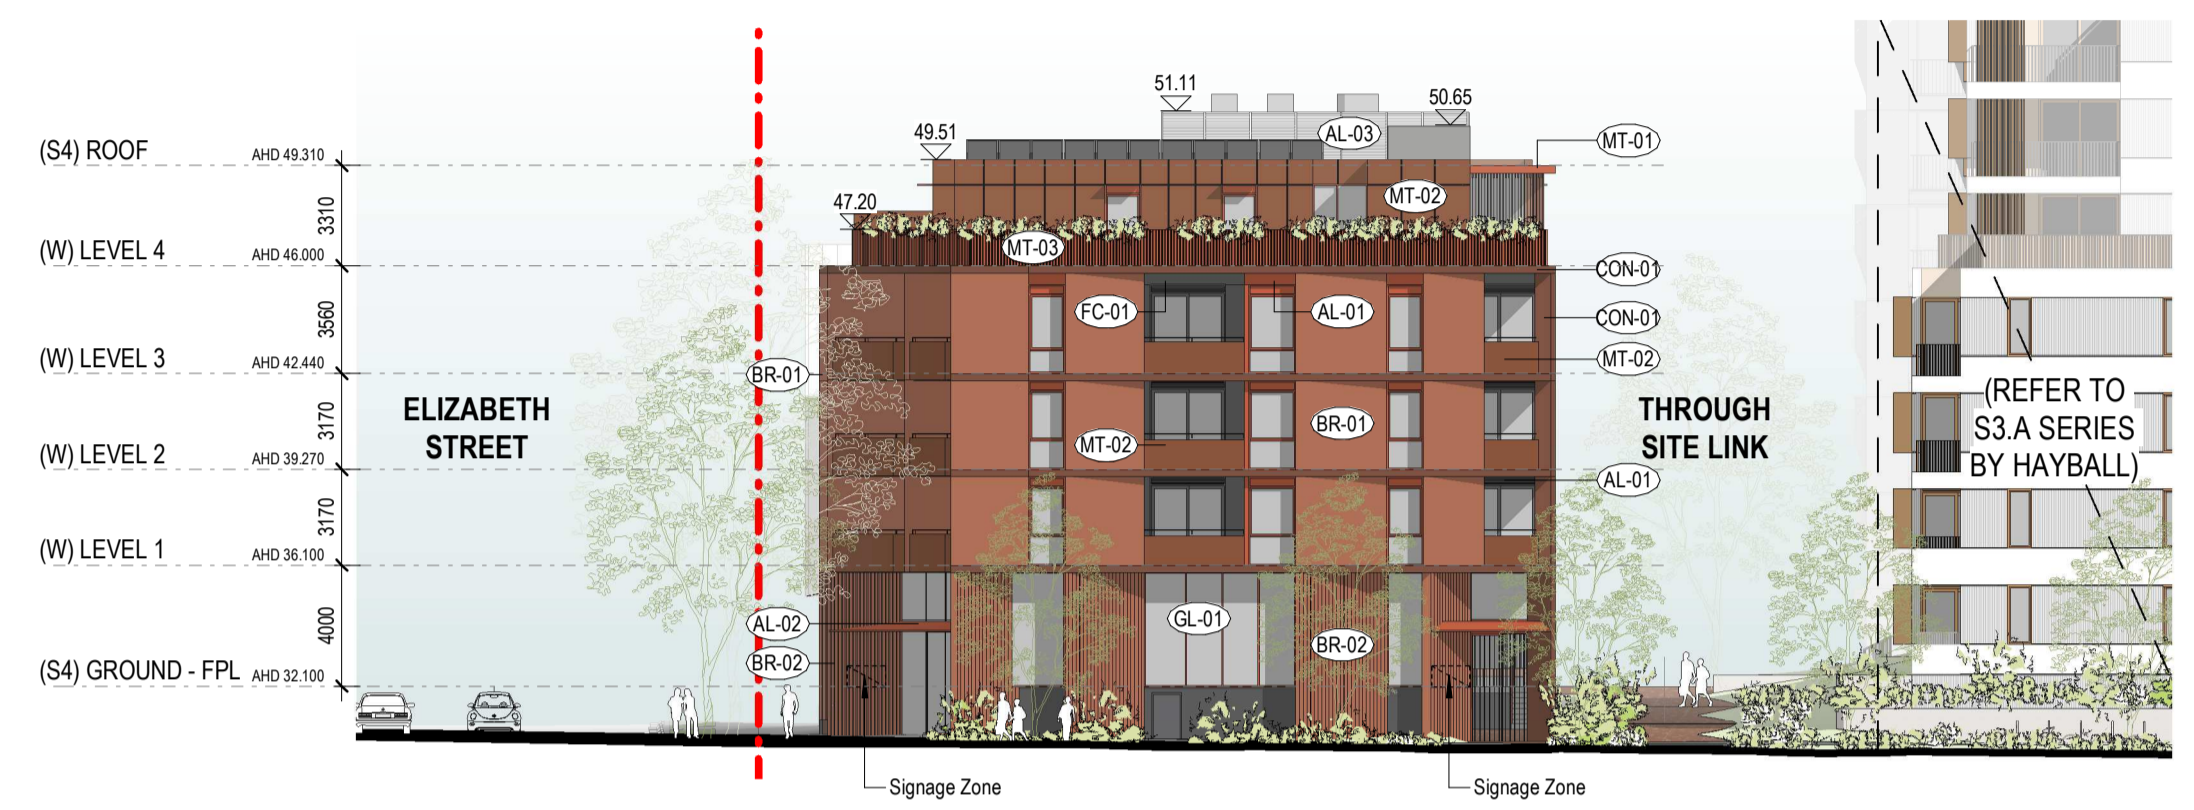 51.11
50.65
49.51
AL-03
MT-01
(S4) ROOF
AHD 49.310
MT-02
47.20
3310
MT-03
(W) LEVEL 4
AHD 46.000
CON-01
FC-01
AL-01
CON-01
3560
(W) LEVEL 3
AHD 42.440
MT-02
BR-01
ELIZABETH
STREET
3170
BR-01
MT-02
THROUGH
SITE LINK
(REFER TO
S3.A SERIES
BY HAYBALL)
(W) LEVEL 2
AHD 39.270
AL-01
3170
(W) LEVEL 1
AHD 36.100
4000
AL-02
GL-01
BR-02
BR-02
(S4) GROUND - FPL
AHD 32.100
Signage Zone
Signage Zone